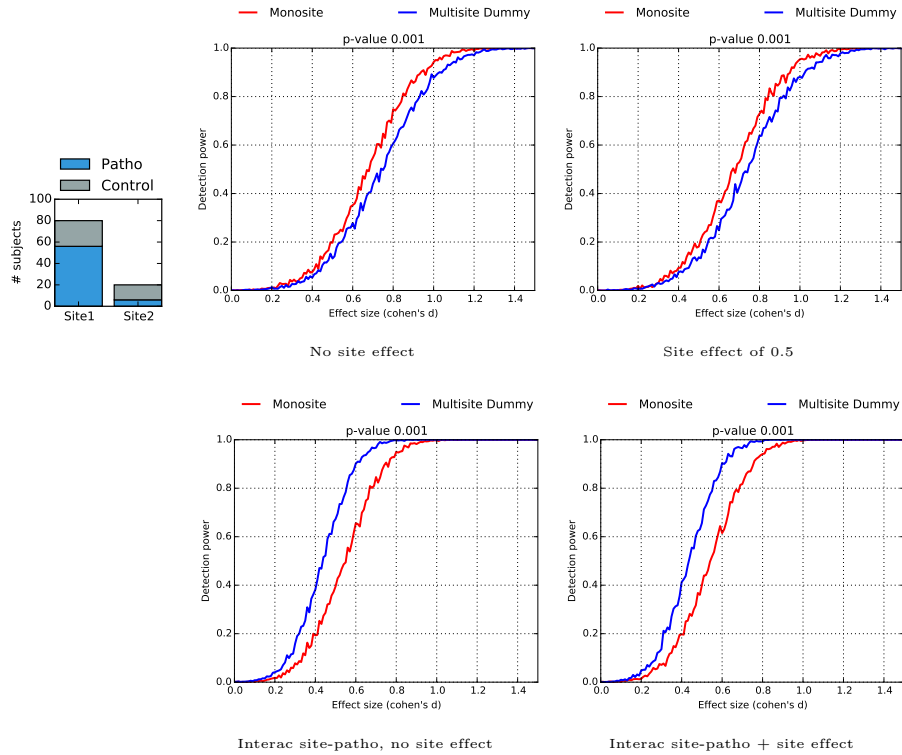 Monosite Multisite Dummy
p-value 0.001
1.0
0.8
0.6
0.4
0.2
0.0
Detection power
0.0 0.2 0.4 0.6 0.8 1.0 1.2 1.4
Effect size (cohen's d)
No site effect
Monosite Multisite Dummy
p-value 0.001
1.0
0.8
0.6
0.4
0.2
0.0
Detection power
0.0 0.2 0.4 0.6 0.8 1.0 1.2 1.4
Effect size (cohen's d)
Site effect of 0.5
Patho
Control
100
80
60
40
20
0
# subjects
Site1 Site2
Monosite Multisite Dummy
p-value 0.001
1.0
0.8
0.6
0.4
0.2
0.0
Detection power
0.0 0.2 0.4 0.6 0.8 1.0 1.2 1.4
Effect size (cohen's d)
Interac site-patho, no site effect
Monosite Multisite Dummy
p-value 0.001
1.0
0.8
0.6
0.4
0.2
0.0
Detection power
0.0 0.2 0.4 0.6 0.8 1.0 1.2 1.4
Effect size (cohen's d)
Interac site-patho + site effect